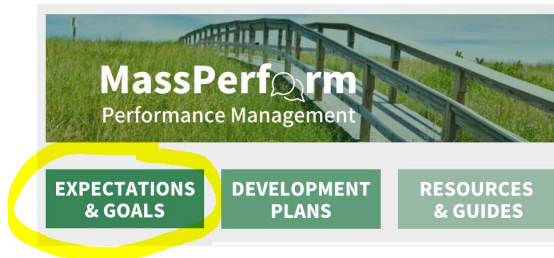 MassPerform
Performance Management
EXPECTATIONS
& GOALS
DEVELOPMENT
PLANS
RESOURCES
& GUIDES